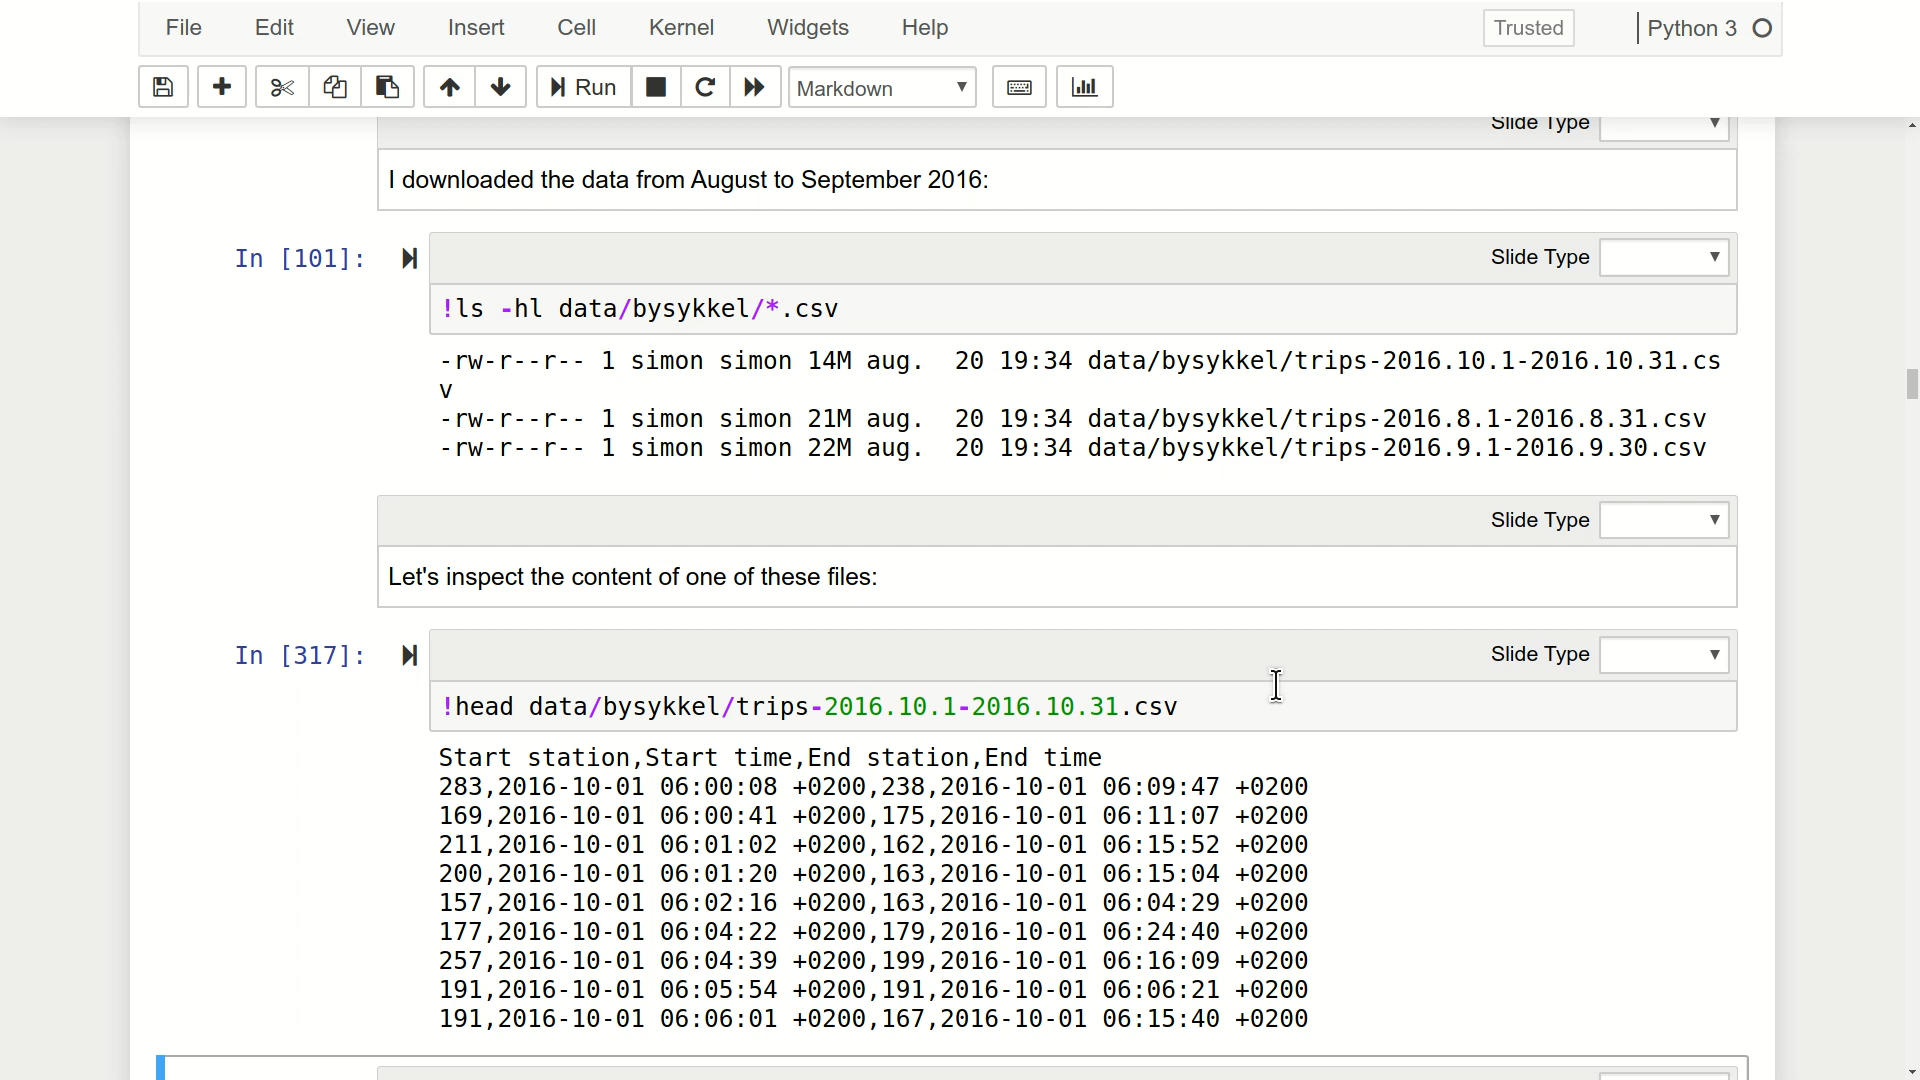 File Edit View Insert Cell Kernel Widgets Help Trusted Python 3
Run Markdown
Slide Type
I downloaded the data from August to September 2016:
In [101]: Slide Type
!ls -hl data/bysykkel/*.csv
-rw-r--r-- 1 simon simon 14M aug.  20 19:34 data/bysykkel/trips-2016.10.1-2016.10.31.cs
v
-rw-r--r-- 1 simon simon 21M aug.  20 19:34 data/bysykkel/trips-2016.8.1-2016.8.31.csv
-rw-r--r-- 1 simon simon 22M aug.  20 19:34 data/bysykkel/trips-2016.9.1-2016.9.30.csv
Slide Type
Let's inspect the content of one of these files:
In [317]: Slide Type
!head data/bysykkel/trips-2016.10.1-2016.10.31.csv
Start station,Start time,End station,End time
283,2016-10-01 06:00:08 +0200,238,2016-10-01 06:09:47 +0200
169,2016-10-01 06:00:41 +0200,175,2016-10-01 06:11:07 +0200
211,2016-10-01 06:01:02 +0200,162,2016-10-01 06:15:52 +0200
200,2016-10-01 06:01:20 +0200,163,2016-10-01 06:15:04 +0200
157,2016-10-01 06:02:16 +0200,163,2016-10-01 06:04:29 +0200
177,2016-10-01 06:04:22 +0200,179,2016-10-01 06:24:40 +0200
257,2016-10-01 06:04:39 +0200,199,2016-10-01 06:16:09 +0200
191,2016-10-01 06:05:54 +0200,191,2016-10-01 06:06:21 +0200
191,2016-10-01 06:06:01 +0200,167,2016-10-01 06:15:40 +0200